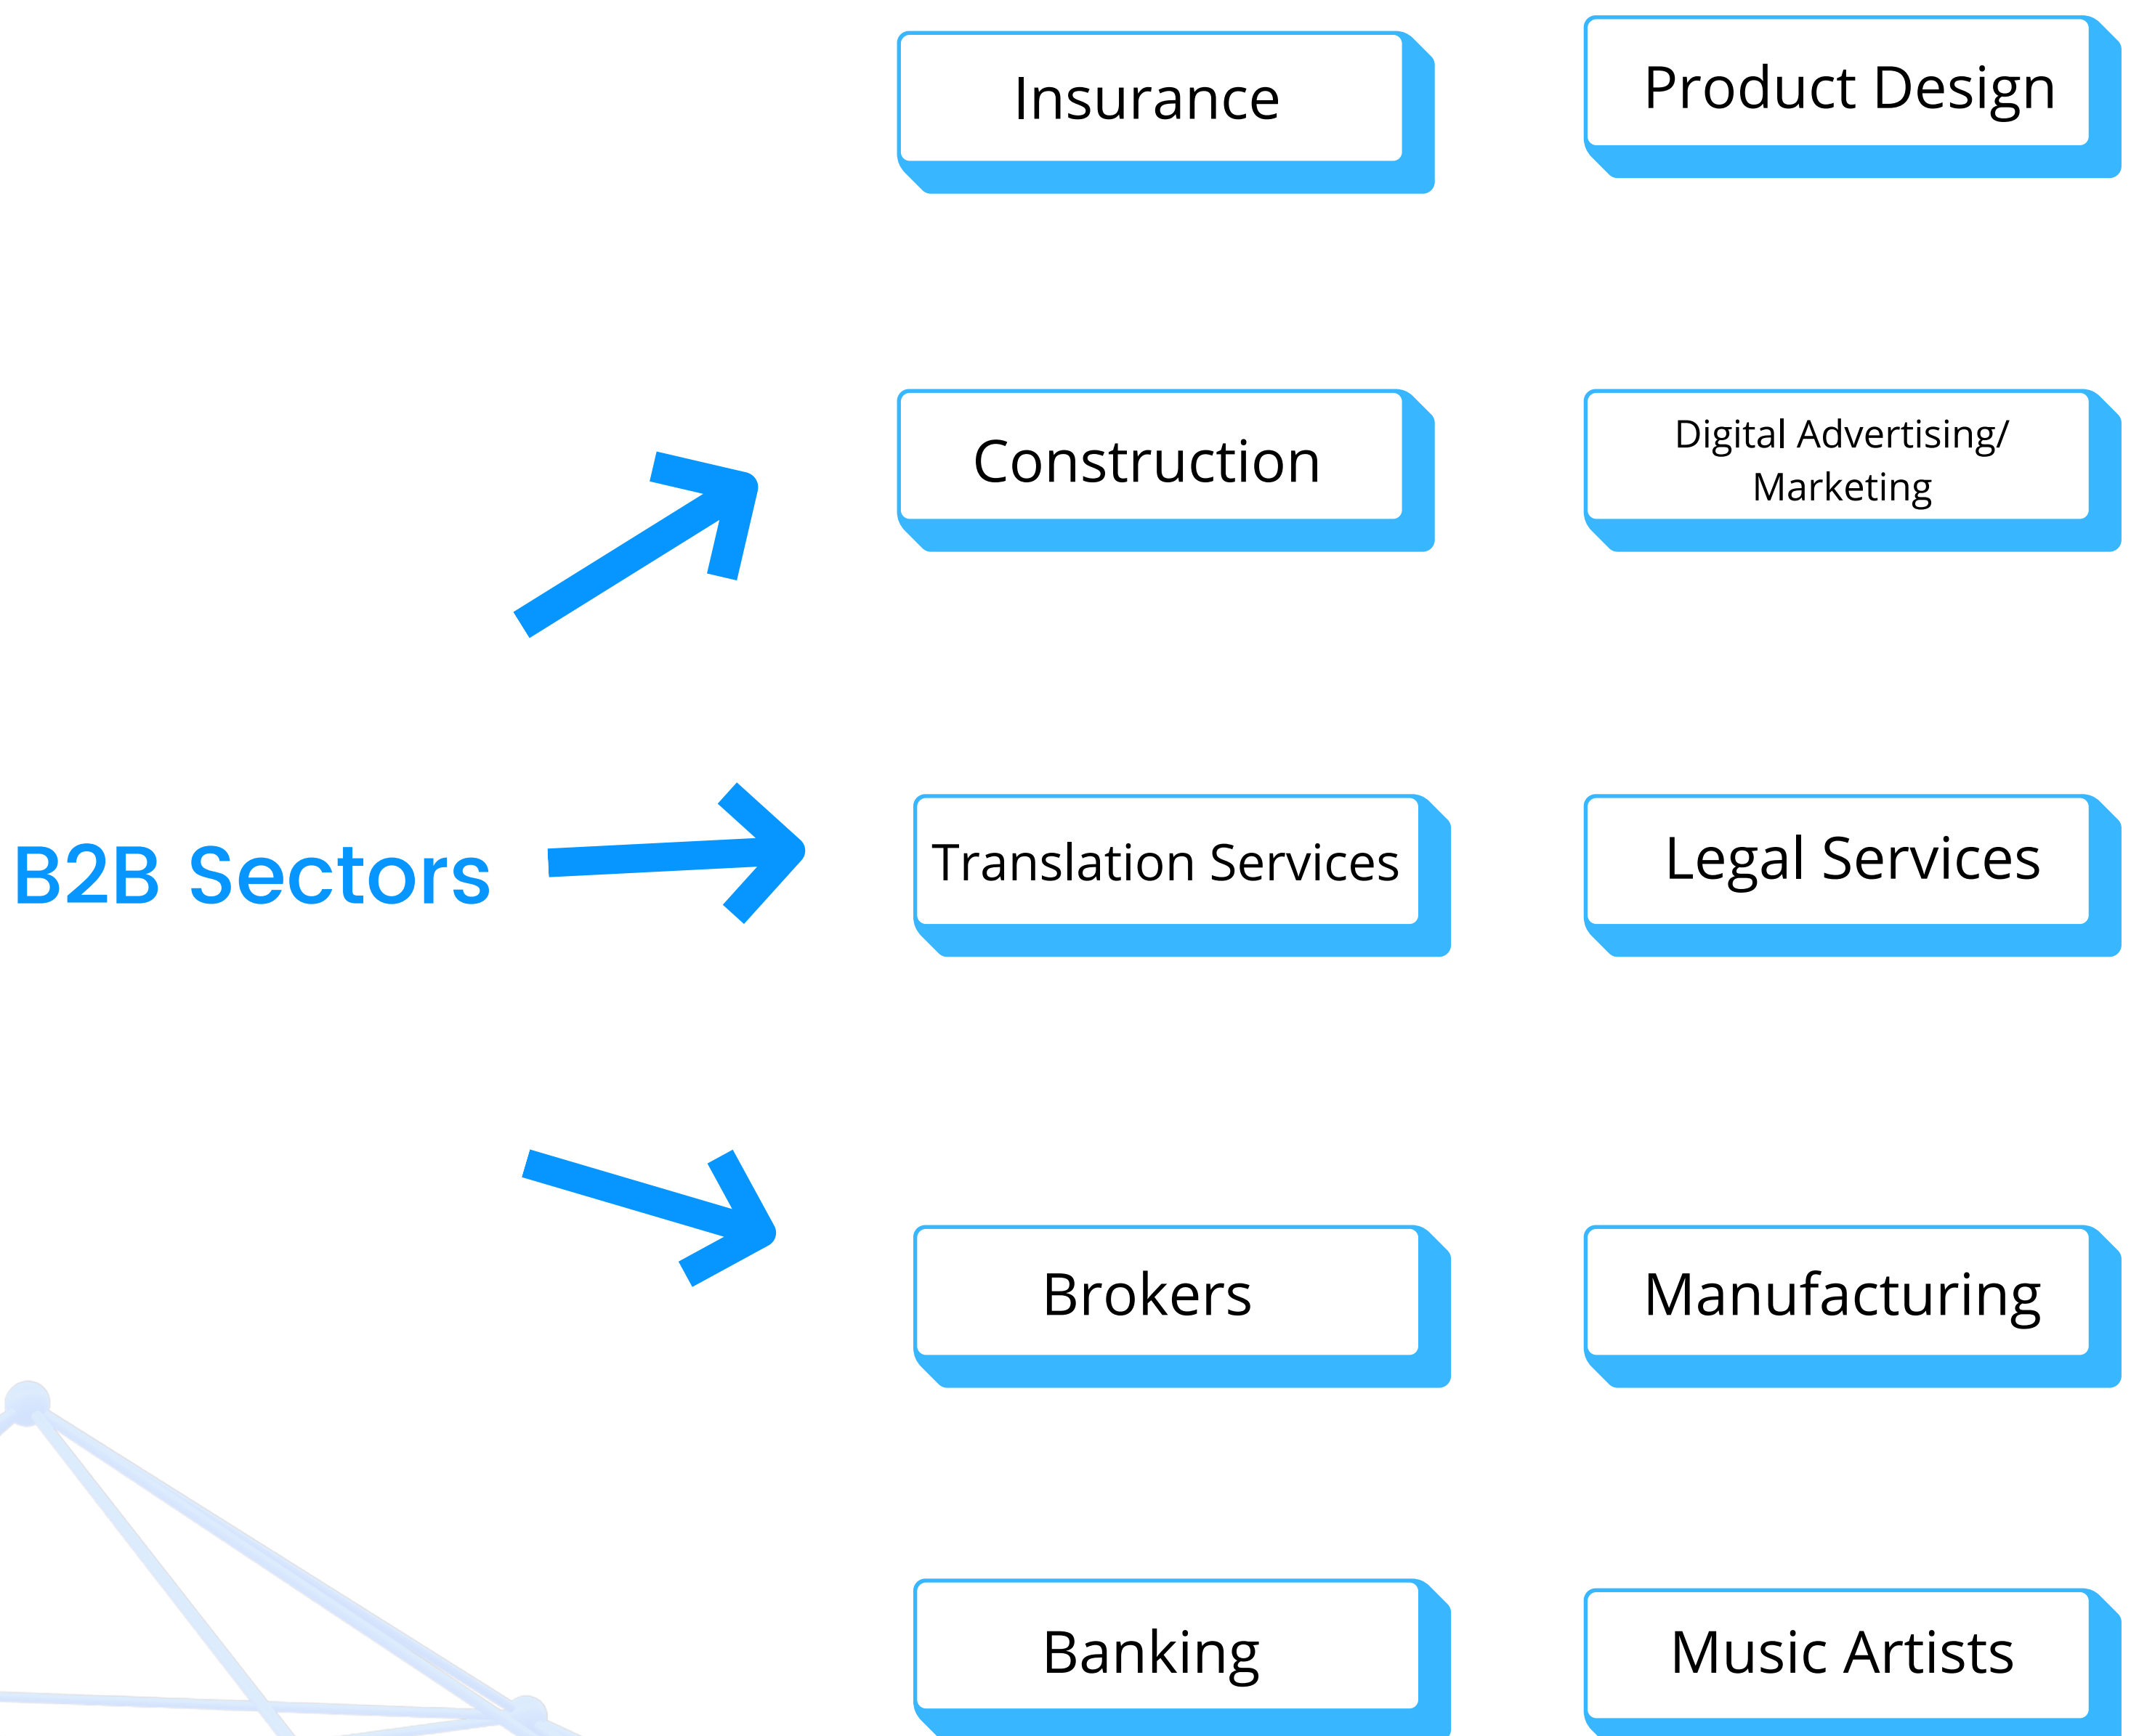 Insurance
Product Design
Construction
Digital Advertising/
Marketing
B2B Sectors
Translation Services
Legal Services
Brokers
Manufacturing
Banking
Music Artists